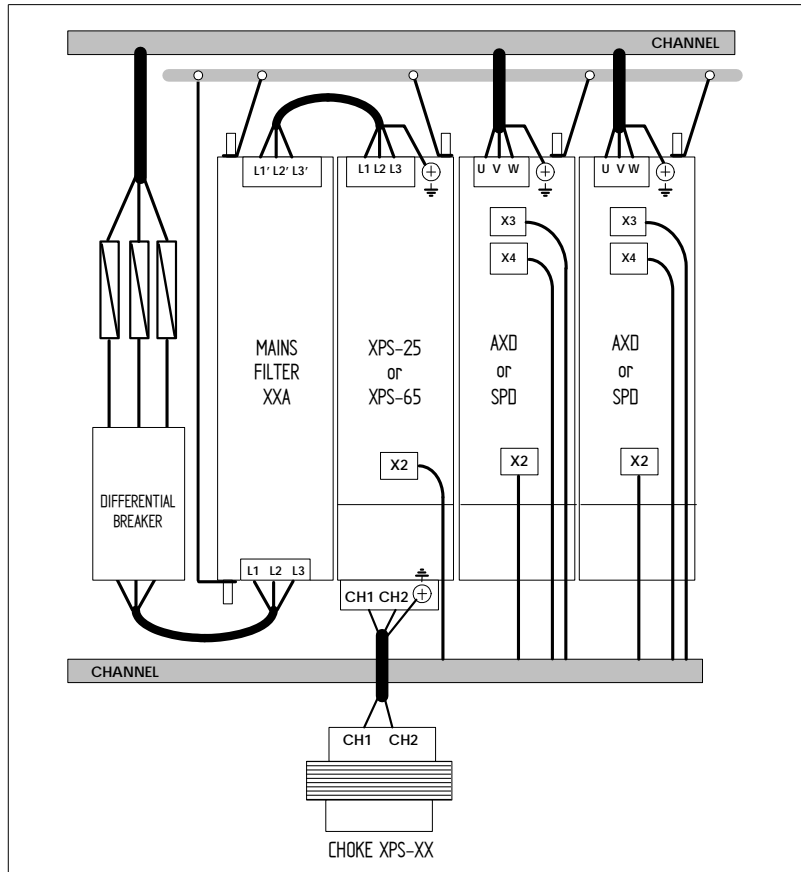 CHANNEL
L1' L2' L3'
L1 L2 L3
U V W
U V W
X3
X3
X4
X4
MAINS
FILTER
XXA
XPS-25
or
XPS-65
AXD
or
SPD
AXD
or
SPD
X2
X2
X2
DIFFERENTIAL
BREAKER
L1 L2 L3
CH1 CH2
CHANNEL
CH1 CH2
CHOKE XPS-XX